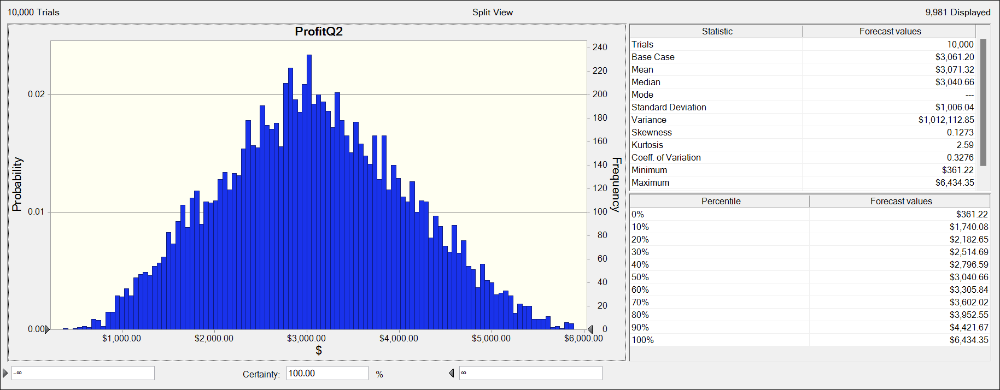 10,000 Trials
Split View
9,981 Displayed
ProfitQ2
Probability
0.02
0.01
0.00
240
220
200
180
160
140
120
100
80
60
40
20
0
Frequency
$1,000.00
$2,000.00
$3,000.00
$4,000.00
$5,000.00
$6,000.00
$
Statistic Forecast values
Trials 10,000
Base Case $3,061.20
Mean $3,071.32
Median $3,040.66
Mode ---
Standard Deviation $1,006.04
Variance $1,012,112.85
Skewness 0.1273
Kurtosis 2.59
Coeff. of Variation 0.3276
Minimum $361.22
Maximum $6,434.35
Percentile Forecast values
0% $361.22
10% $1,740.08
20% $2,182.65
30% $2,514.69
40% $2,796.59
50% $3,040.66
60% $3,305.84
70% $3,602.02
80% $3,952.55
90% $4,421.67
100% $6,434.35
-∞
Certainty: 100.00 %
∞